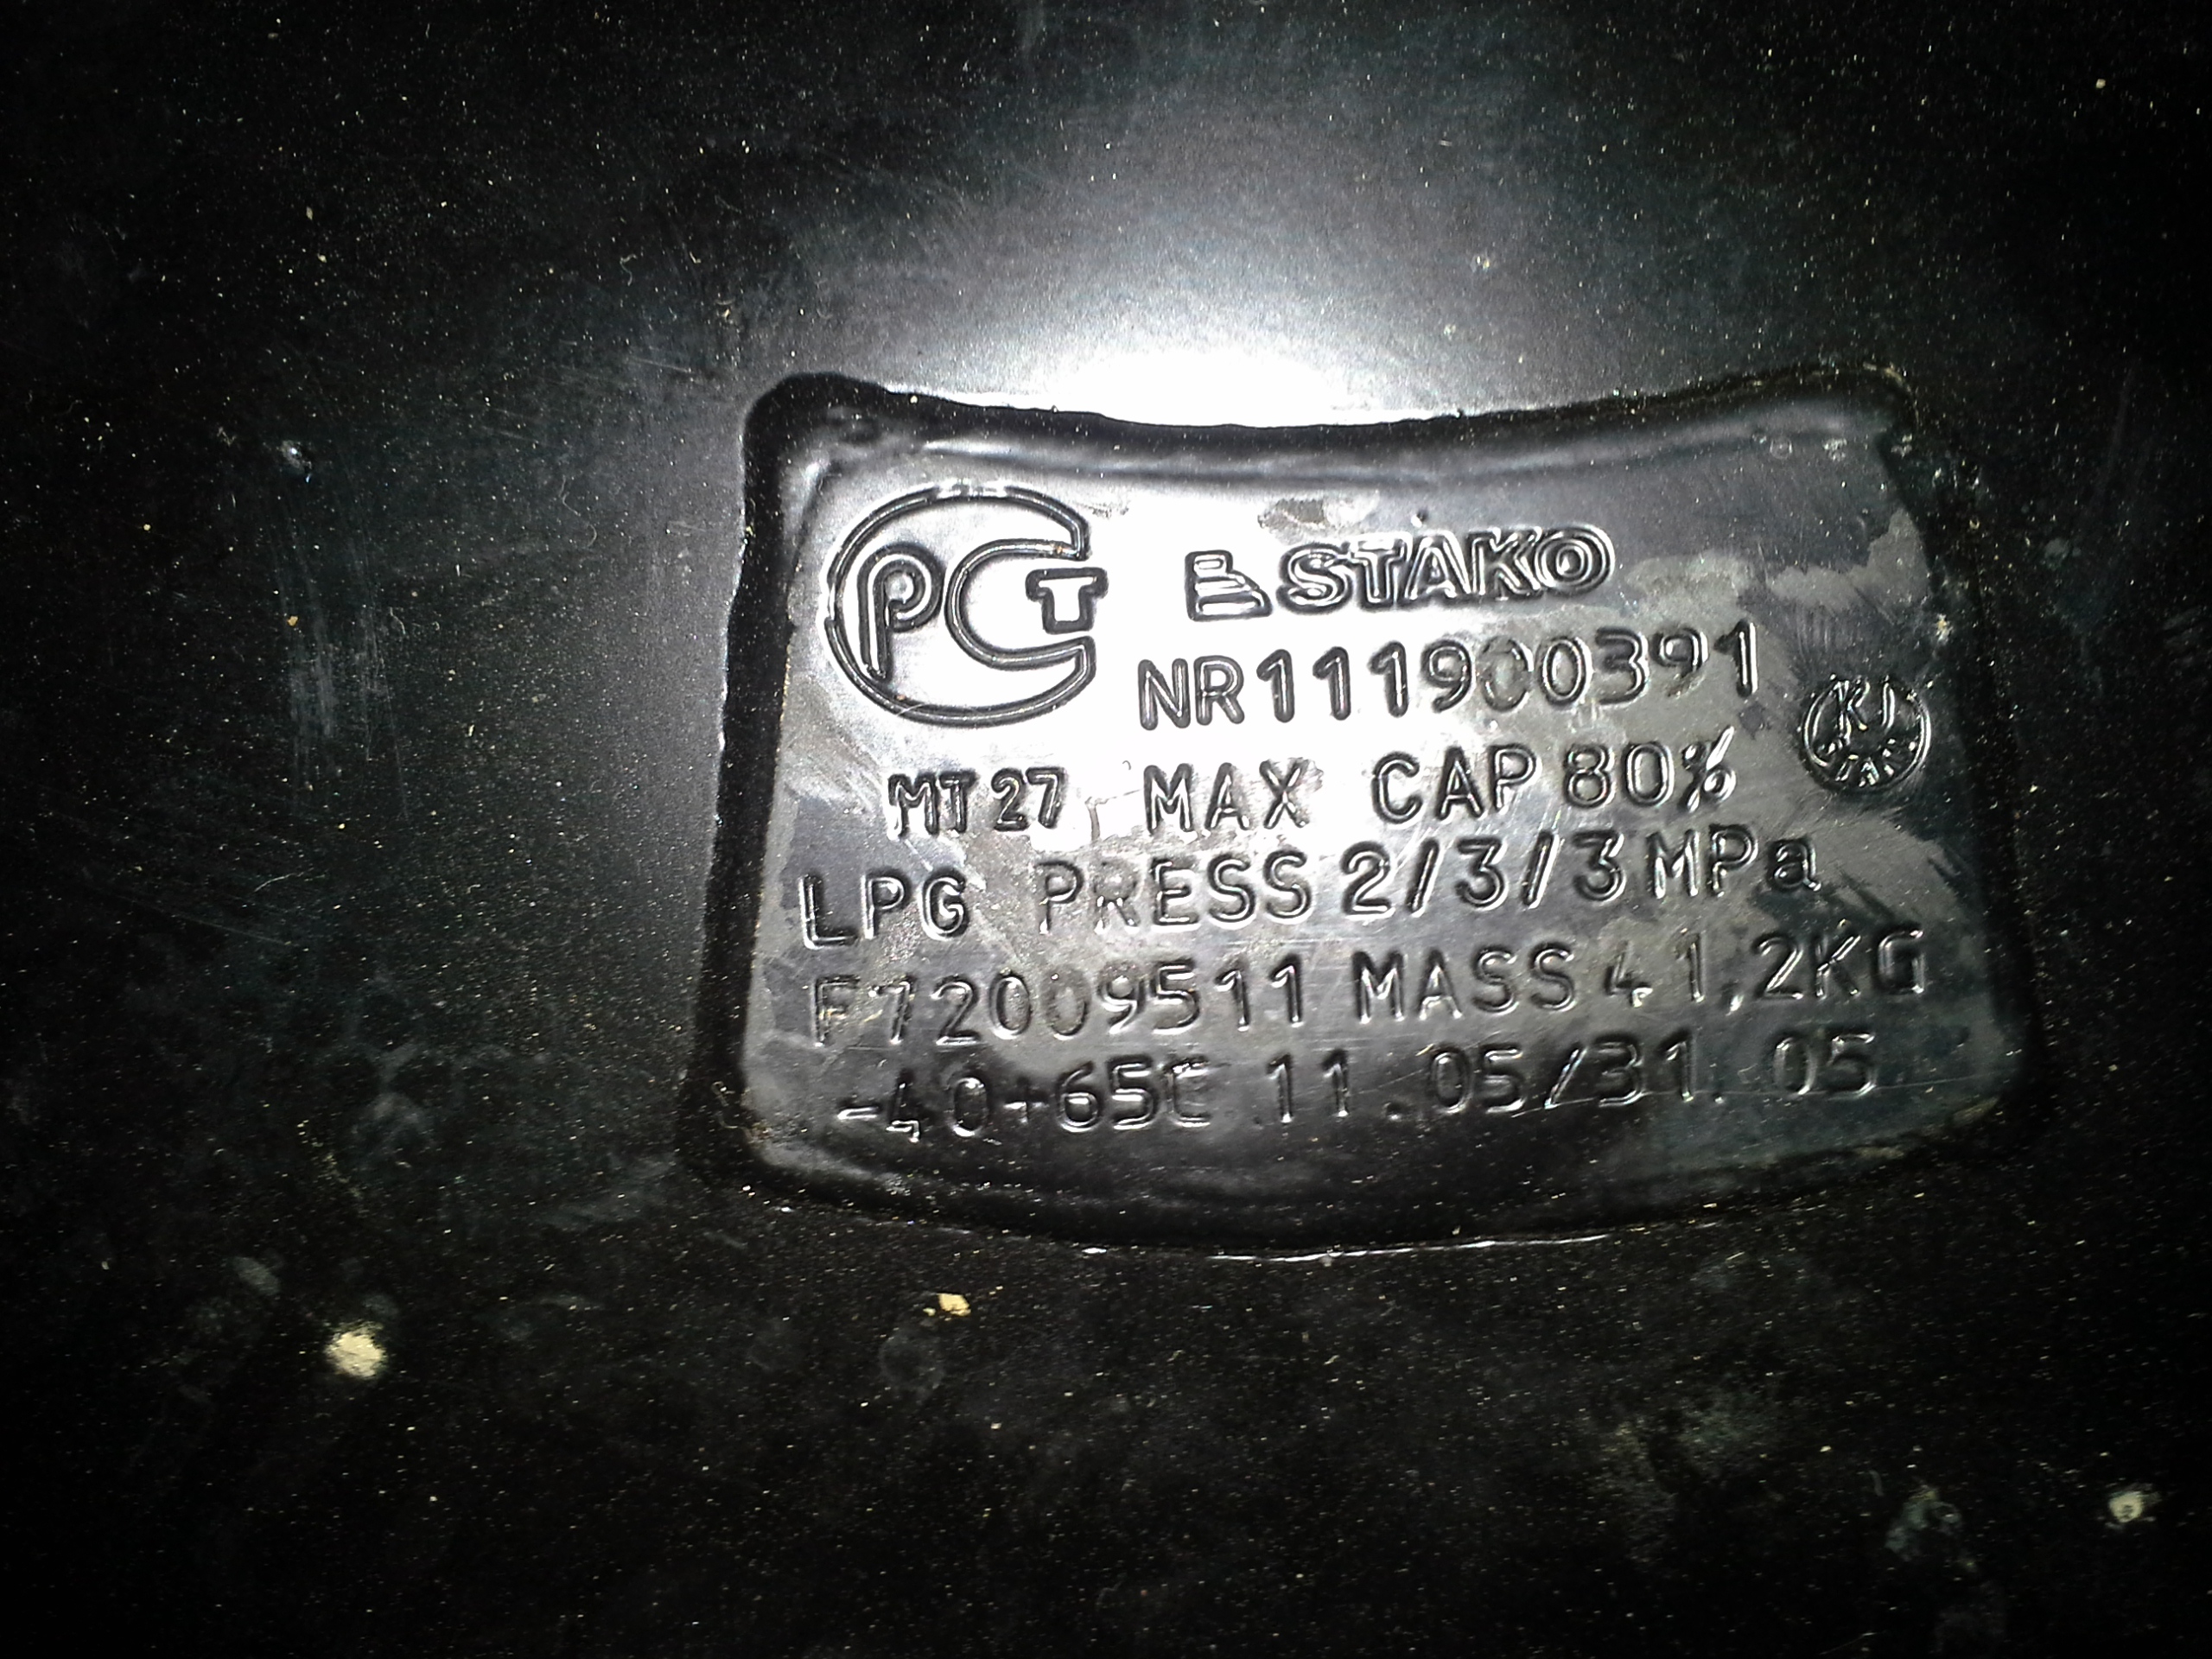 РСТ STAKO
NR111900391
MT27 MAX CAP 80%
LPG PRESS 2/3/3 MPa
F72009511 MASS 41,2KG
-40+65C 11.05/31.05